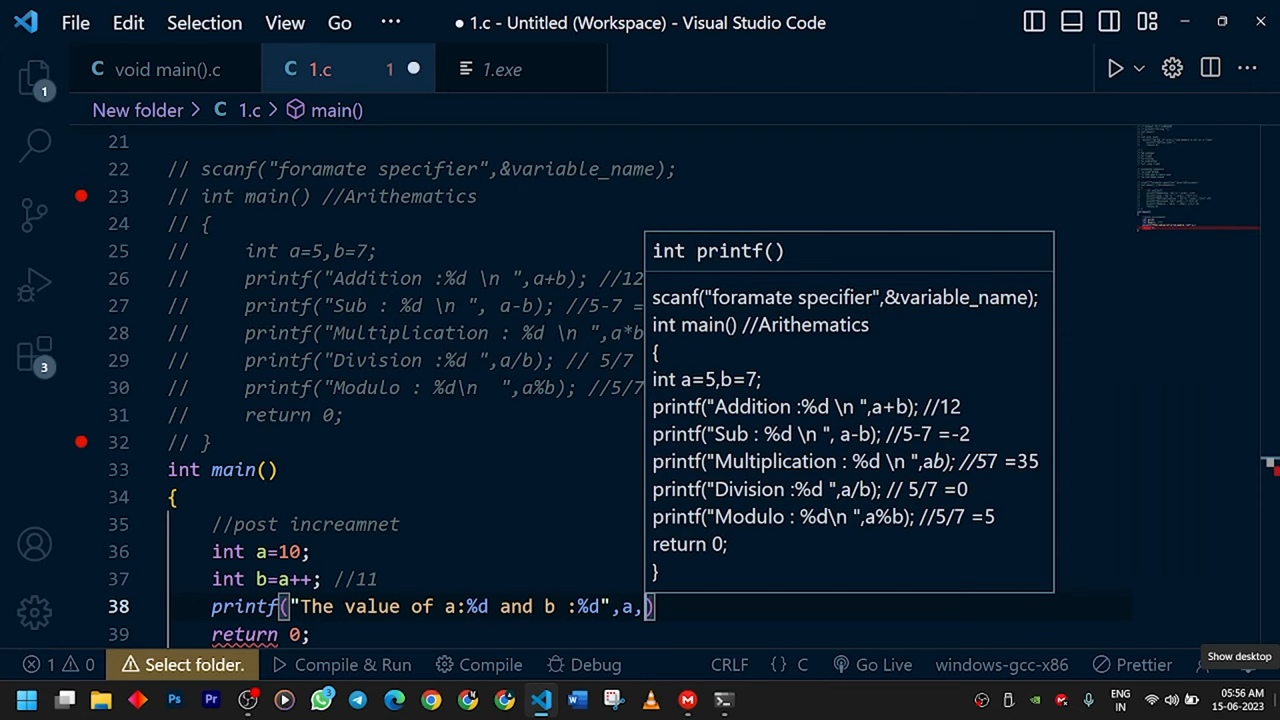 File Edit Selection View Go ··· ● 1.c - Untitled (Workspace) - Visual Studio Code
C void main().c C 1.c 1 ● 1.exe
New folder > C 1.c > main()
21
22 // scanf("foramate specifier",&variable_name);
23 // int main() //Arithematics
24 // {
25 // int a=5,b=7;
26 // printf("Addition :%d \n ",a+b); //12
27 // printf("Sub : %d \n ", a-b); //5-7 =
28 // printf("Multiplication : %d \n ",a*b
29 // printf("Division :%d ",a/b); // 5/7
30 // printf("Modulo : %d\n  ",a%b); //5/7
31 // return 0;
32 // }
33 int main()
34 {
35 //post increamnet
36 int a=10;
37 int b=a++; //11
38 printf("The value of a:%d and b :%d",a,)
39 return 0;
int printf()
scanf("foramate specifier",&variable_name);
int main() //Arithematics
{
int a=5,b=7;
printf("Addition :%d \n ",a+b); //12
printf("Sub : %d \n ", a-b); //5-7 =-2
printf("Multiplication : %d \n ",ab); //57 =35
printf("Division :%d ",a/b); // 5/7 =0
printf("Modulo : %d\n ",a%b); //5/7 =5
return 0;
}
1
3
Show desktop
1 0 Select folder. Compile & Run Compile Debug CRLF {} C Go Live windows-gcc-x86 Prettier
Ps Pr 3 W M
ENG
IN
05:56 AM
15-06-2023